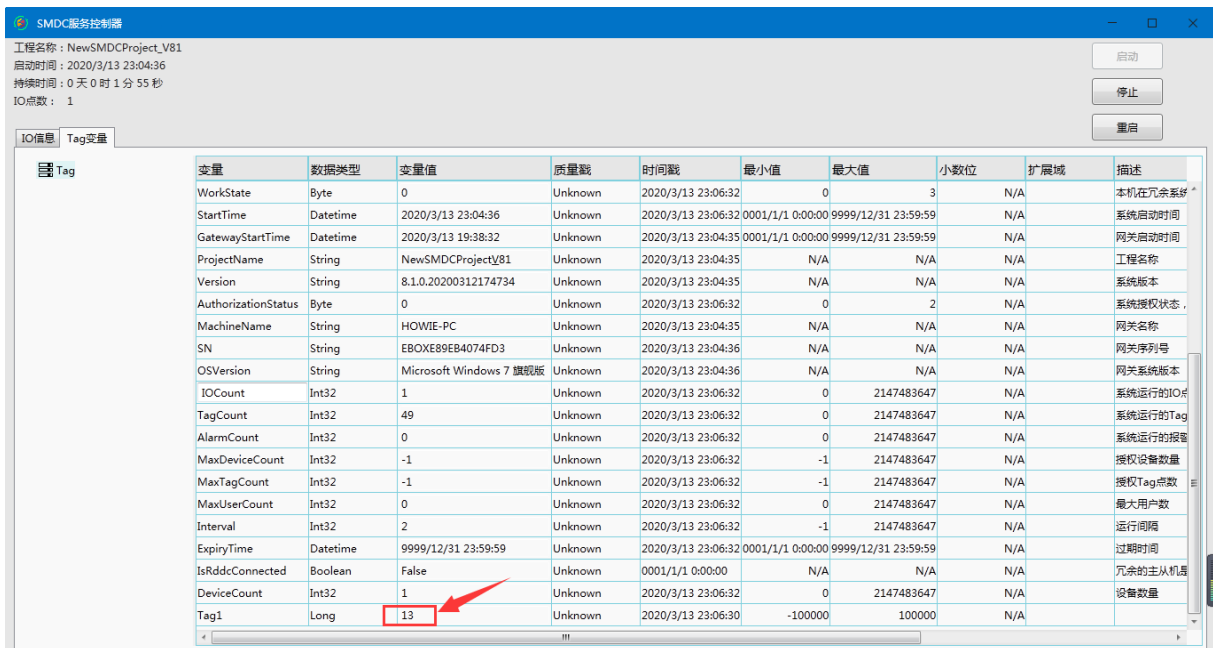 SMDC服务控制器
工程名称：NewSMDCProject_V81
启动时间：2020/3/13 23:04:36
持续时间：0 天 0 时 1 分 55 秒
IO点数： 1
启动
停止
重启
IO信息 Tag变量
Tag
变量 数据类型 变量值 质量戳 时间戳 最小值 最大值 小数位 扩展域 描述
WorkState Byte 0 Unknown 2020/3/13 23:06:32 0 3 N/A 本机在冗余系统
StartTime Datetime 2020/3/13 23:04:36 Unknown 2020/3/13 23:06:32 0001/1/1 0:00:00 9999/12/31 23:59:59 N/A 系统启动时间
GatewayStartTime Datetime 2020/3/13 19:38:32 Unknown 2020/3/13 23:04:35 0001/1/1 0:00:00 9999/12/31 23:59:59 N/A 网关启动时间
ProjectName String NewSMDCProjectV81 Unknown 2020/3/13 23:04:35 N/A N/A N/A 工程名称
Version String 8.1.0.20200312174734 Unknown 2020/3/13 23:04:35 N/A N/A N/A 系统版本
AuthorizationStatus Byte 0 Unknown 2020/3/13 23:06:32 0 2 N/A 系统授权状态，
MachineName String HOWIE-PC Unknown 2020/3/13 23:04:35 N/A N/A N/A 网关名称
SN String EBOXE89EB4074FD3 Unknown 2020/3/13 23:04:36 N/A N/A N/A 网关序列号
OSVersion String Microsoft Windows 7 旗舰版 Unknown 2020/3/13 23:04:36 N/A N/A N/A 网关系统版本
IOCount Int32 1 Unknown 2020/3/13 23:06:32 0 2147483647 N/A 系统运行的IO点
TagCount Int32 49 Unknown 2020/3/13 23:06:32 0 2147483647 N/A 系统运行的Tag
AlarmCount Int32 0 Unknown 2020/3/13 23:06:32 0 2147483647 N/A 系统运行的报警
MaxDeviceCount Int32 -1 Unknown 2020/3/13 23:06:32 -1 2147483647 N/A 授权设备数量
MaxTagCount Int32 -1 Unknown 2020/3/13 23:06:32 -1 2147483647 N/A 授权Tag点数
MaxUserCount Int32 0 Unknown 2020/3/13 23:06:32 0 2147483647 N/A 最大用户数
Interval Int32 2 Unknown 2020/3/13 23:06:32 -1 2147483647 N/A 运行间隔
ExpiryTime Datetime 9999/12/31 23:59:59 Unknown 2020/3/13 23:06:32 0001/1/1 0:00:00 9999/12/31 23:59:59 N/A 过期时间
IsRddcConnected Boolean False Unknown 0001/1/1 0:00:00 N/A N/A N/A 冗余的主从机是
DeviceCount Int32 1 Unknown 2020/3/13 23:06:32 0 2147483647 N/A 设备数量
Tag1 Long 13 Unknown 2020/3/13 23:06:30 -100000 100000 N/A